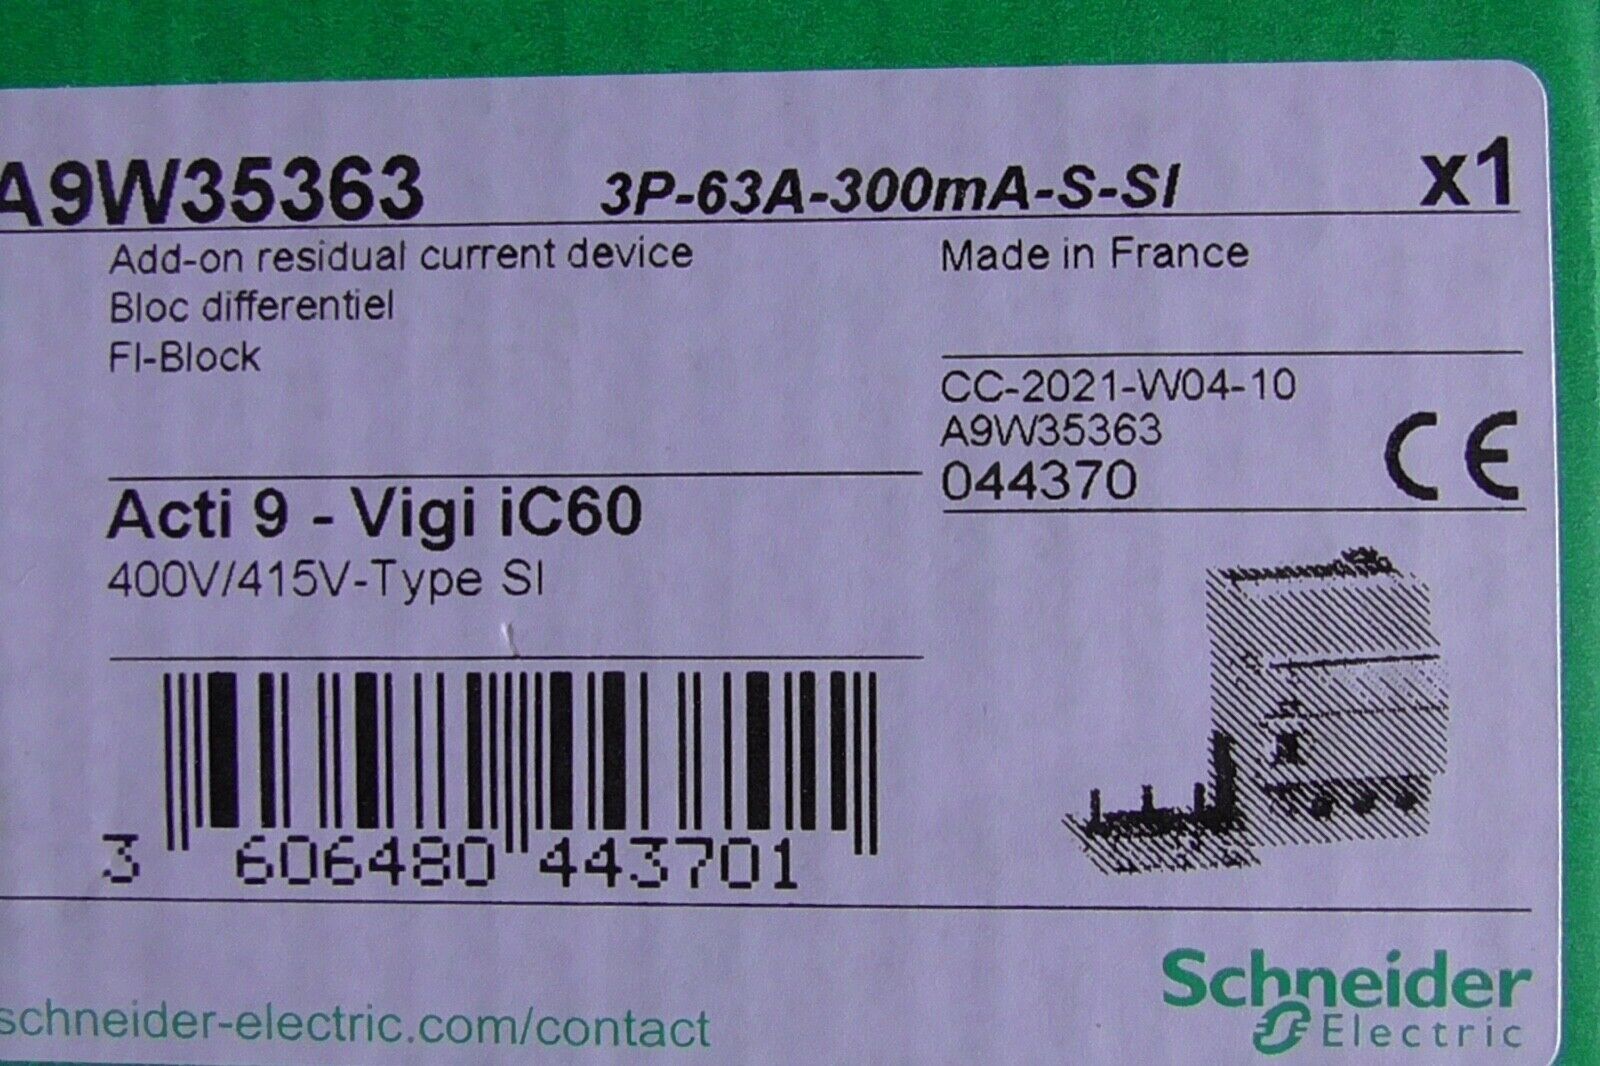 A9W35363 3P-63A-300mA-S-SI x1
Add-on residual current device
Bloc differentiel
FI-Block
Made in France
CC-2021-W04-10
A9W35363
044370
CE
Acti 9 - Vigi iC60
400V/415V-Type SI
3 606480 443701
schneider-electric.com/contact
Schneider
Electric